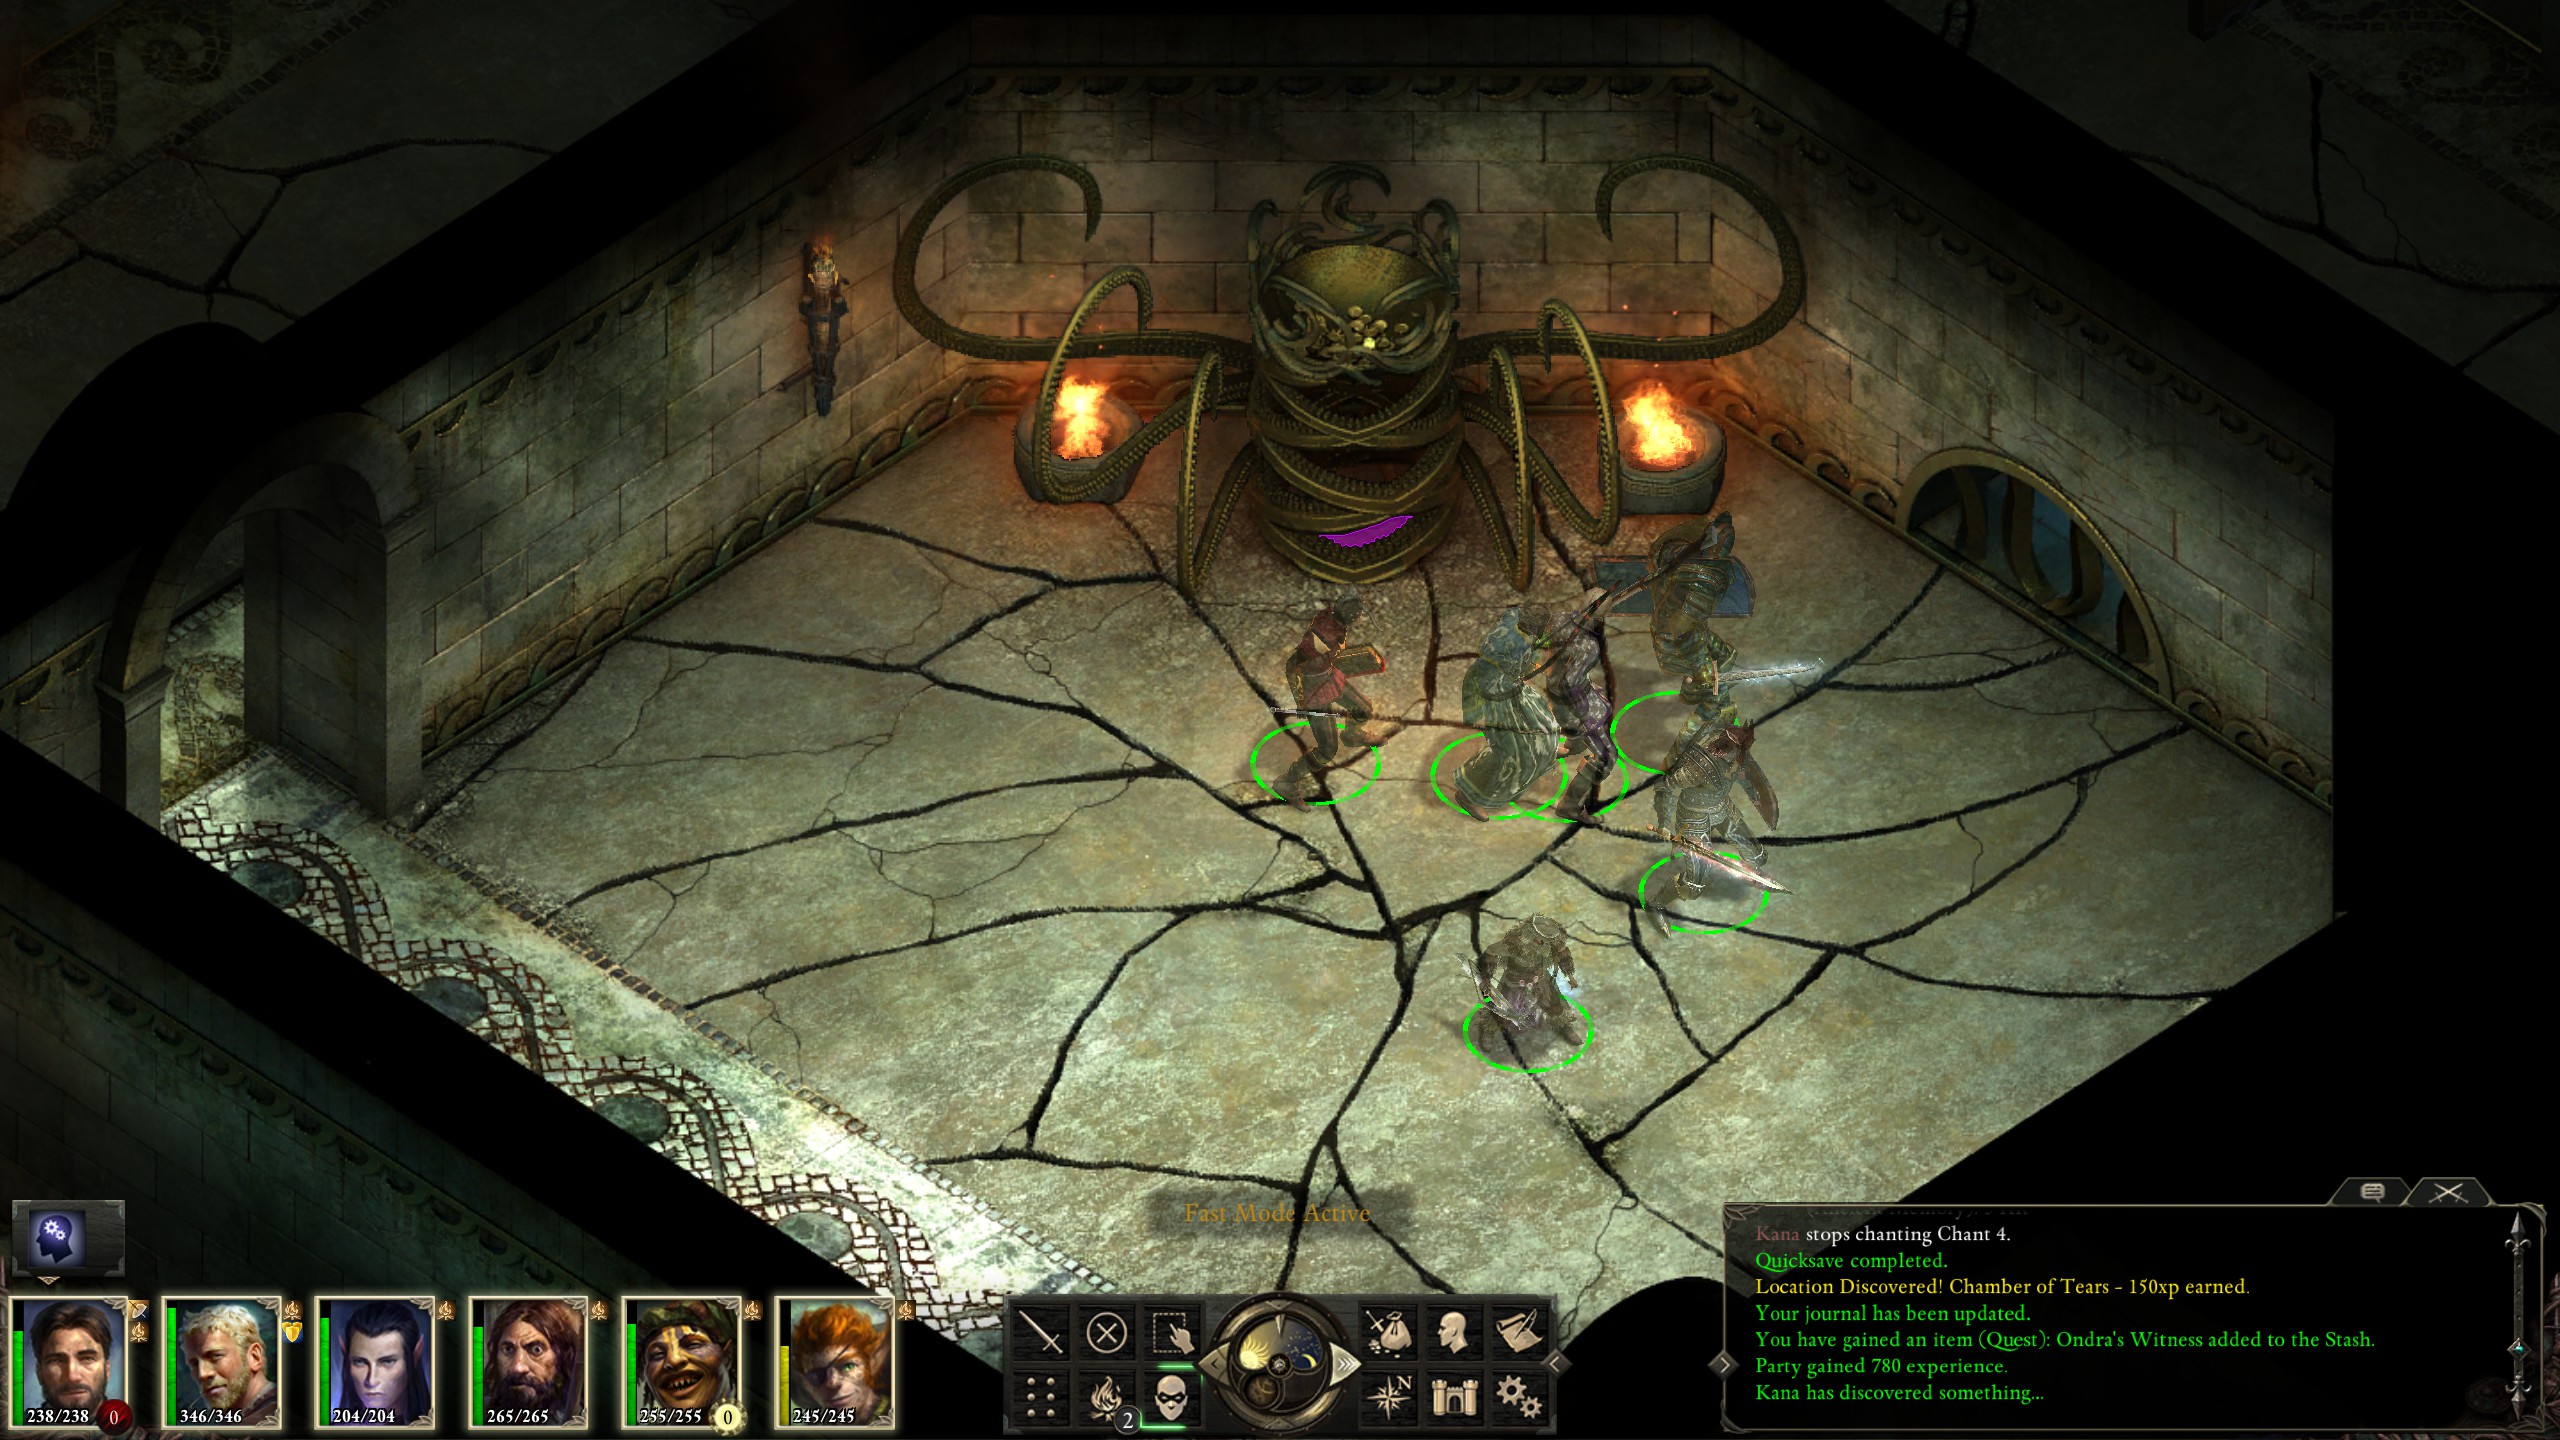 Fast Mode Active
Kana stops chanting Chant 4.
Quicksave completed.
Location Discovered! Chamber of Tears - 150xp earned.
Your journal has been updated.
You have gained an item (Quest): Ondra's Witness added to the Stash.
Party gained 780 experience.
Kana has discovered something...
238/238
0
346/346
204/204
265/265
255/255
0
245/245
2
N